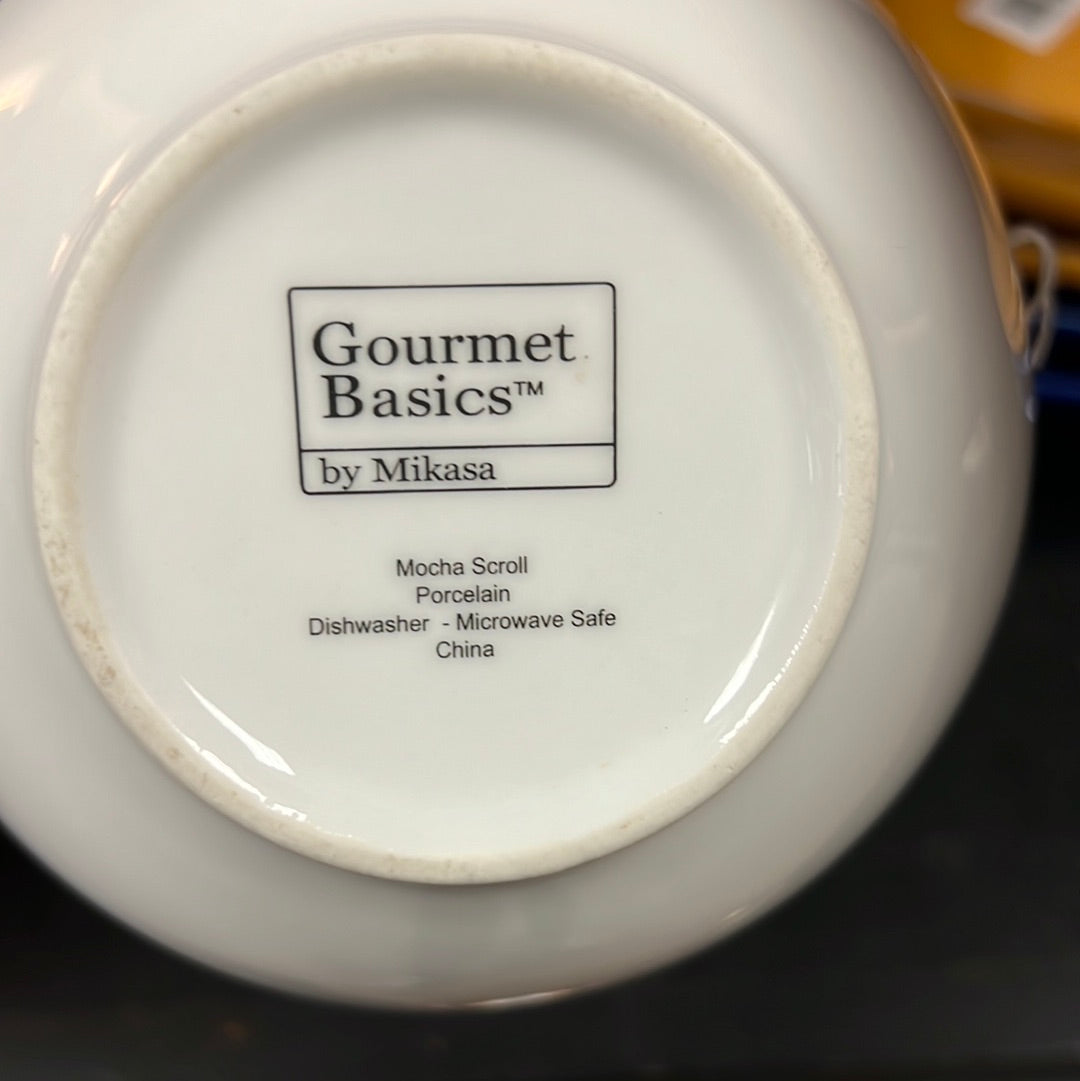 Gourmet
Basics™
by Mikasa
Mocha Scroll
Porcelain
Dishwasher - Microwave Safe
China